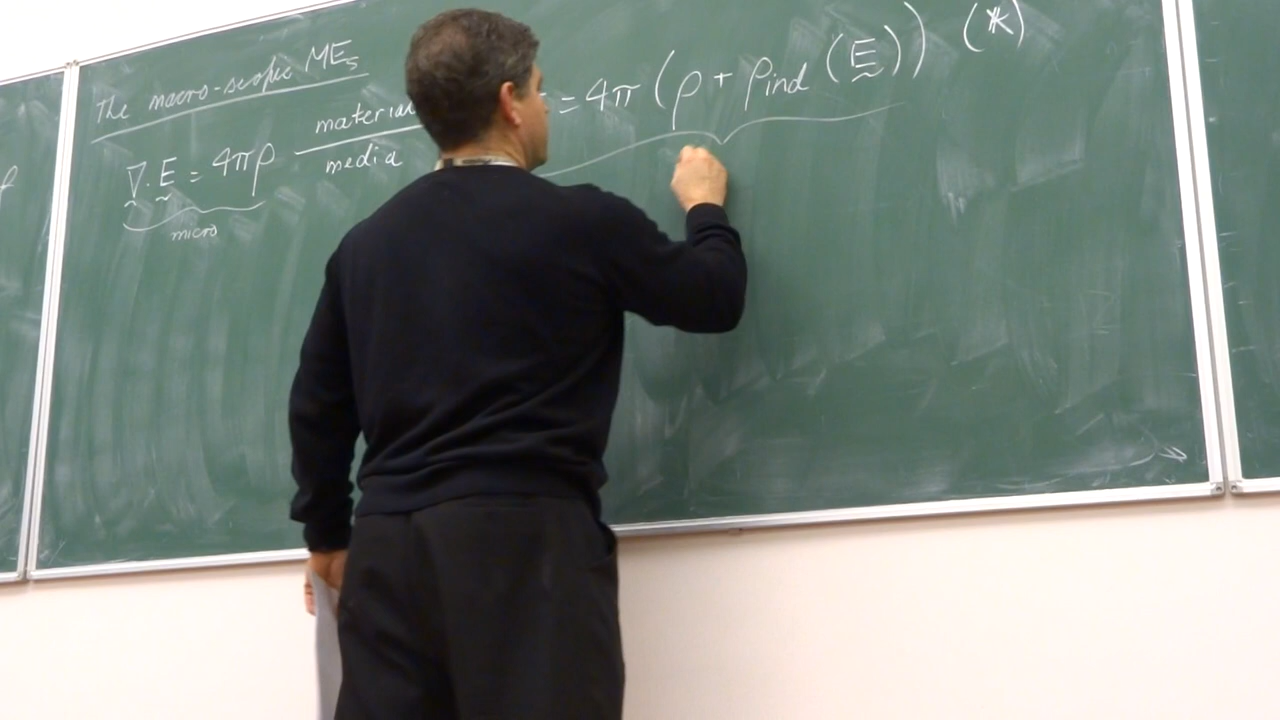 The macro-scopic MEs
∇·E = 4πρ
material
media
= 4π(ρ + ρind(E)) (*)
micro
f